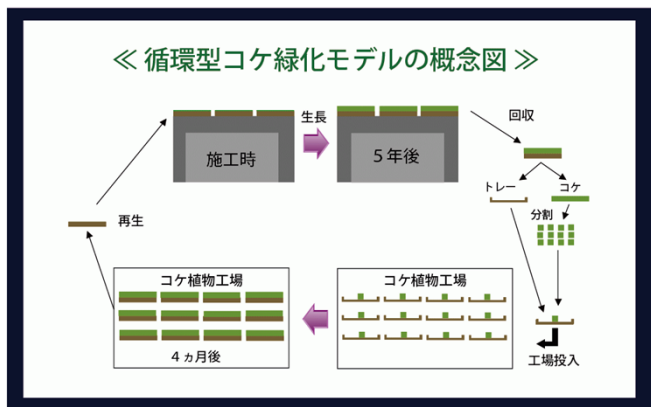 ≪ 循環型コケ緑化モデルの概念図 ≫
生長
回収
施工時
5年後
トレー
コケ
分割
再生
コケ植物工場
コケ植物工場
4ヵ月後
工場投入